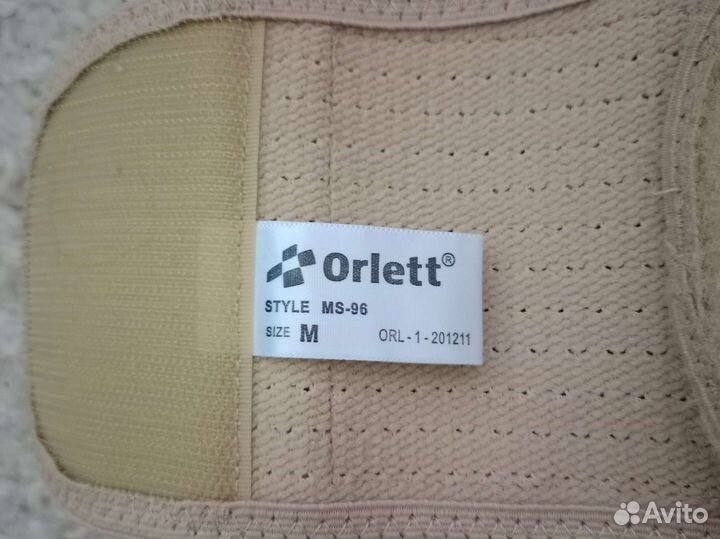 Orlett®
STYLE MS-96
SIZE M ORL-1-201211
Avito